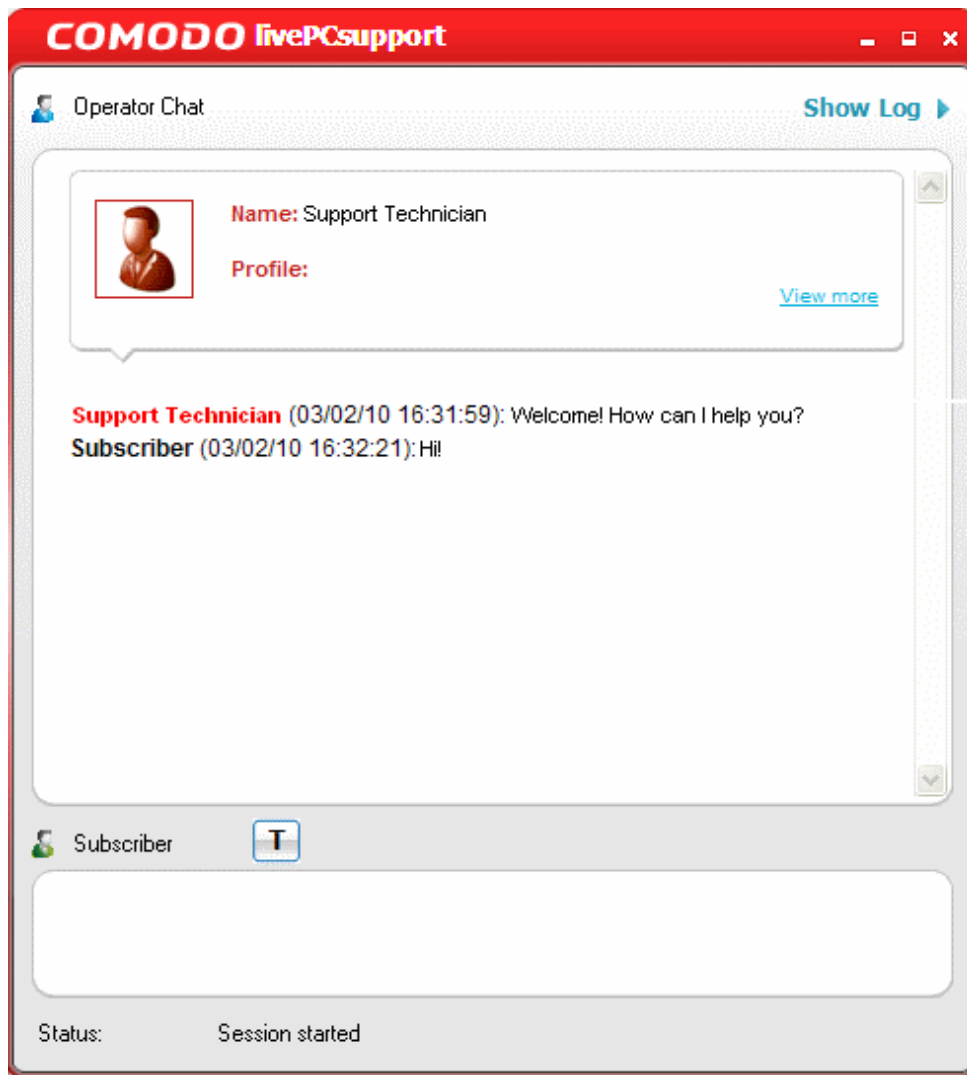 COMODO livePCsupport
Operator Chat
Show Log
Name: Support Technician
Profile:
View more
Support Technician (03/02/10 16:31:59): Welcome! How can I help you?
Subscriber (03/02/10 16:32:21): Hi!
Subscriber
T
Status: Session started